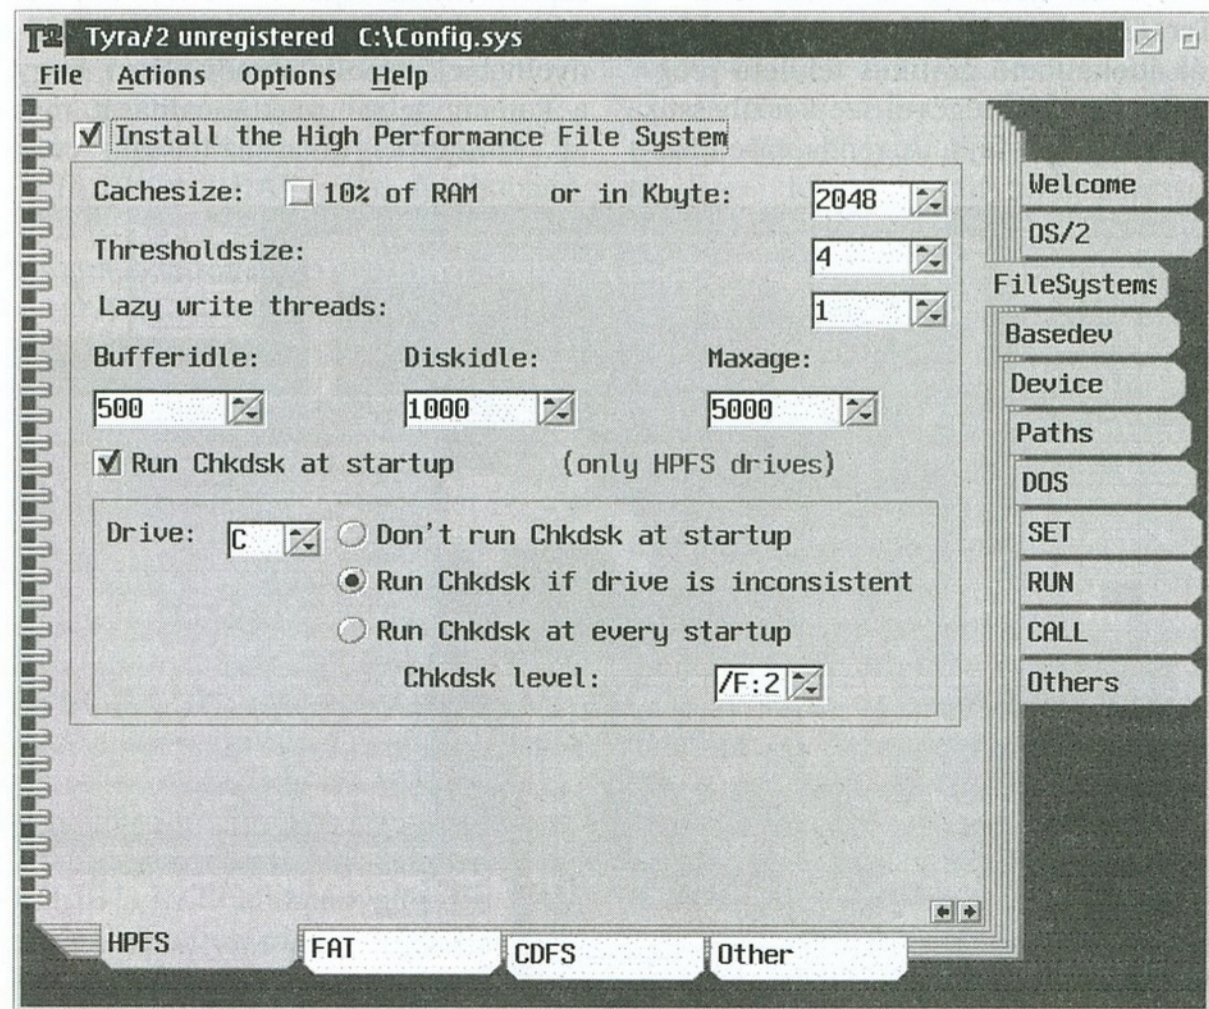 T2 Tyra/2 unregistered C:\Config.sys
File Actions Options Help
Install the High Performance File System
Cachesize: 10% of RAM or in Kbyte: 2048
Thresholdsize: 4
Lazy write threads: 1
Bufferidle: Diskidle: Maxage:
500 1000 5000
Run Chkdsk at startup (only HPFS drives)
Drive: C Don't run Chkdsk at startup
Run Chkdsk if drive is inconsistent
Run Chkdsk at every startup
Chkdsk level: /F:2
Welcome
OS/2
FileSystems
Basedev
Device
Paths
DOS
SET
RUN
CALL
Others
HPFS FAT CDFS Other